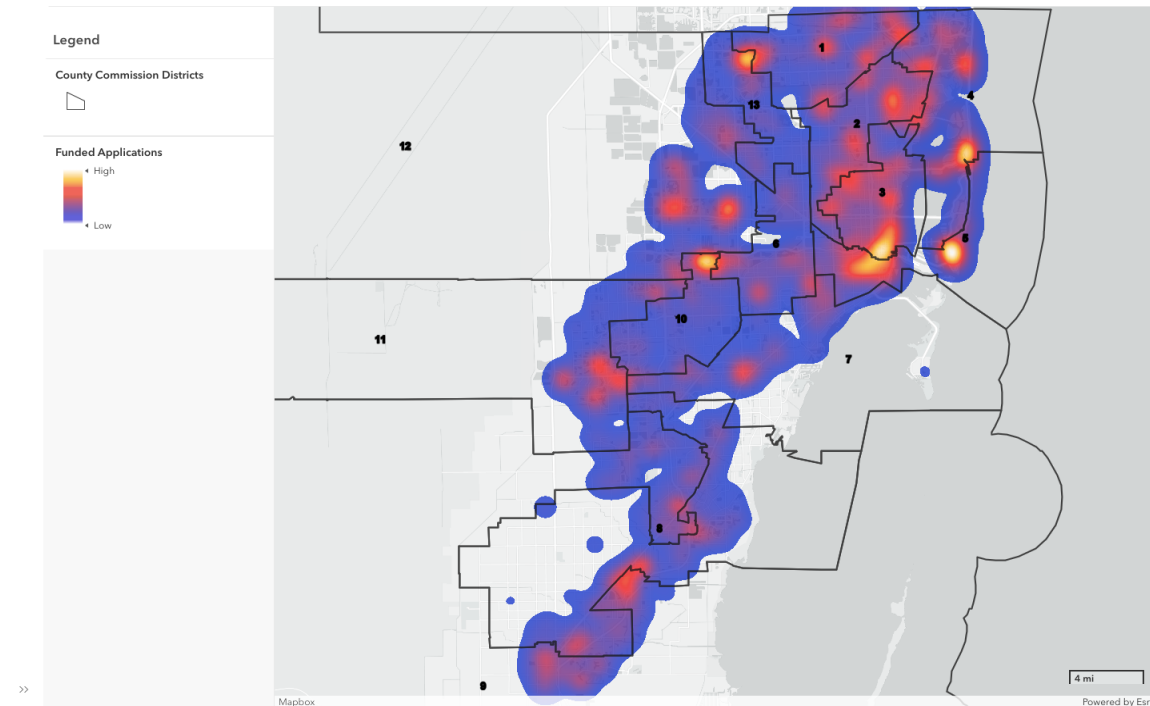 Legend
County Commission Districts
Funded Applications
High
Low
1
4
13
2
12
3
5
6
10
11
7
8
9
4 mi
>>
Mapbox
Powered by Esr